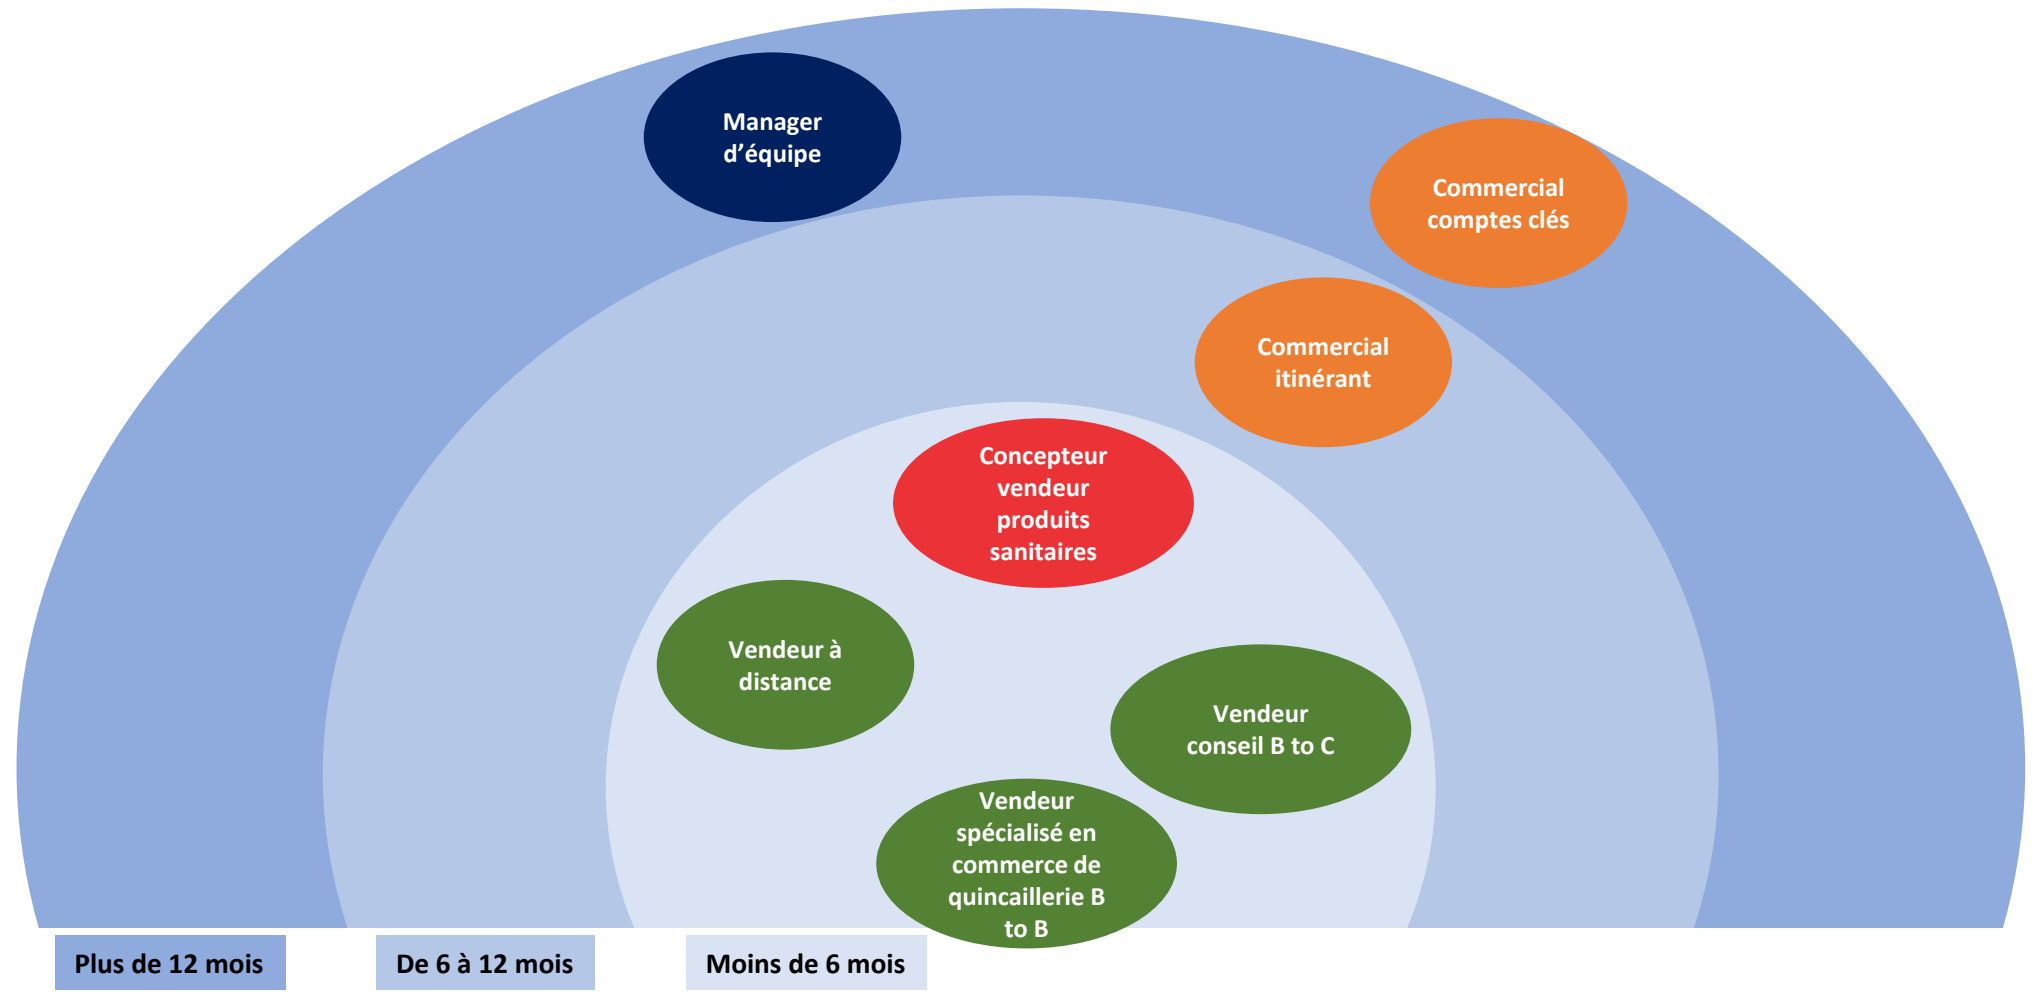 Manager
d’équipe
Commercial
comptes clés
Commercial
itinérant
Concepteur
vendeur
produits
sanitaires
Vendeur à
distance
Vendeur
conseil B to C
Vendeur
spécialisé en
commerce de
quincaillerie B
to B
Plus de 12 mois
De 6 à 12 mois
Moins de 6 mois